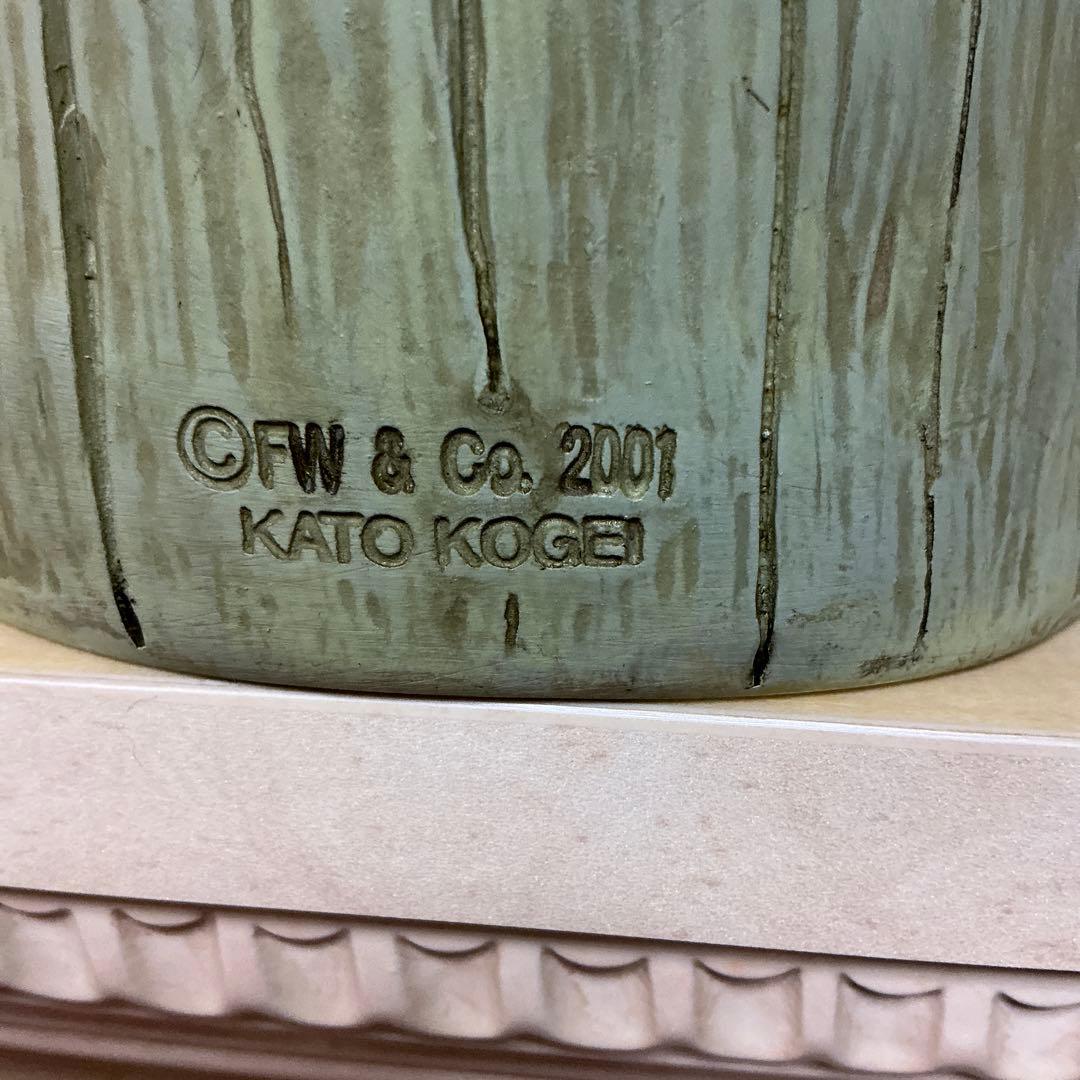 ©FW & Co. 2001
KATO KOGEI